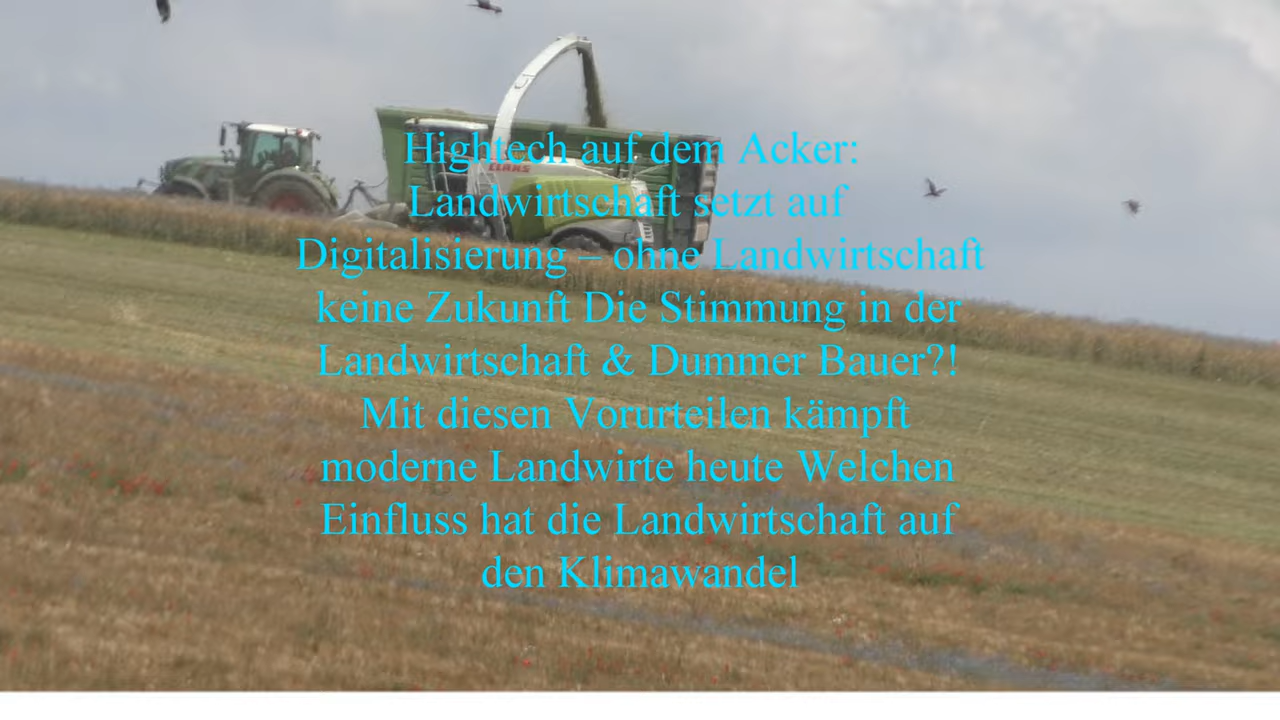 Hightech auf dem Acker:
Landwirtschaft setzt auf
Digitalisierung – ohne Landwirtschaft
keine Zukunft Die Stimmung in der
Landwirtschaft & Dummer Bauer?!
Mit diesen Vorurteilen kämpft
moderne Landwirte heute Welchen
Einfluss hat die Landwirtschaft auf
den Klimawandel
CLAAS